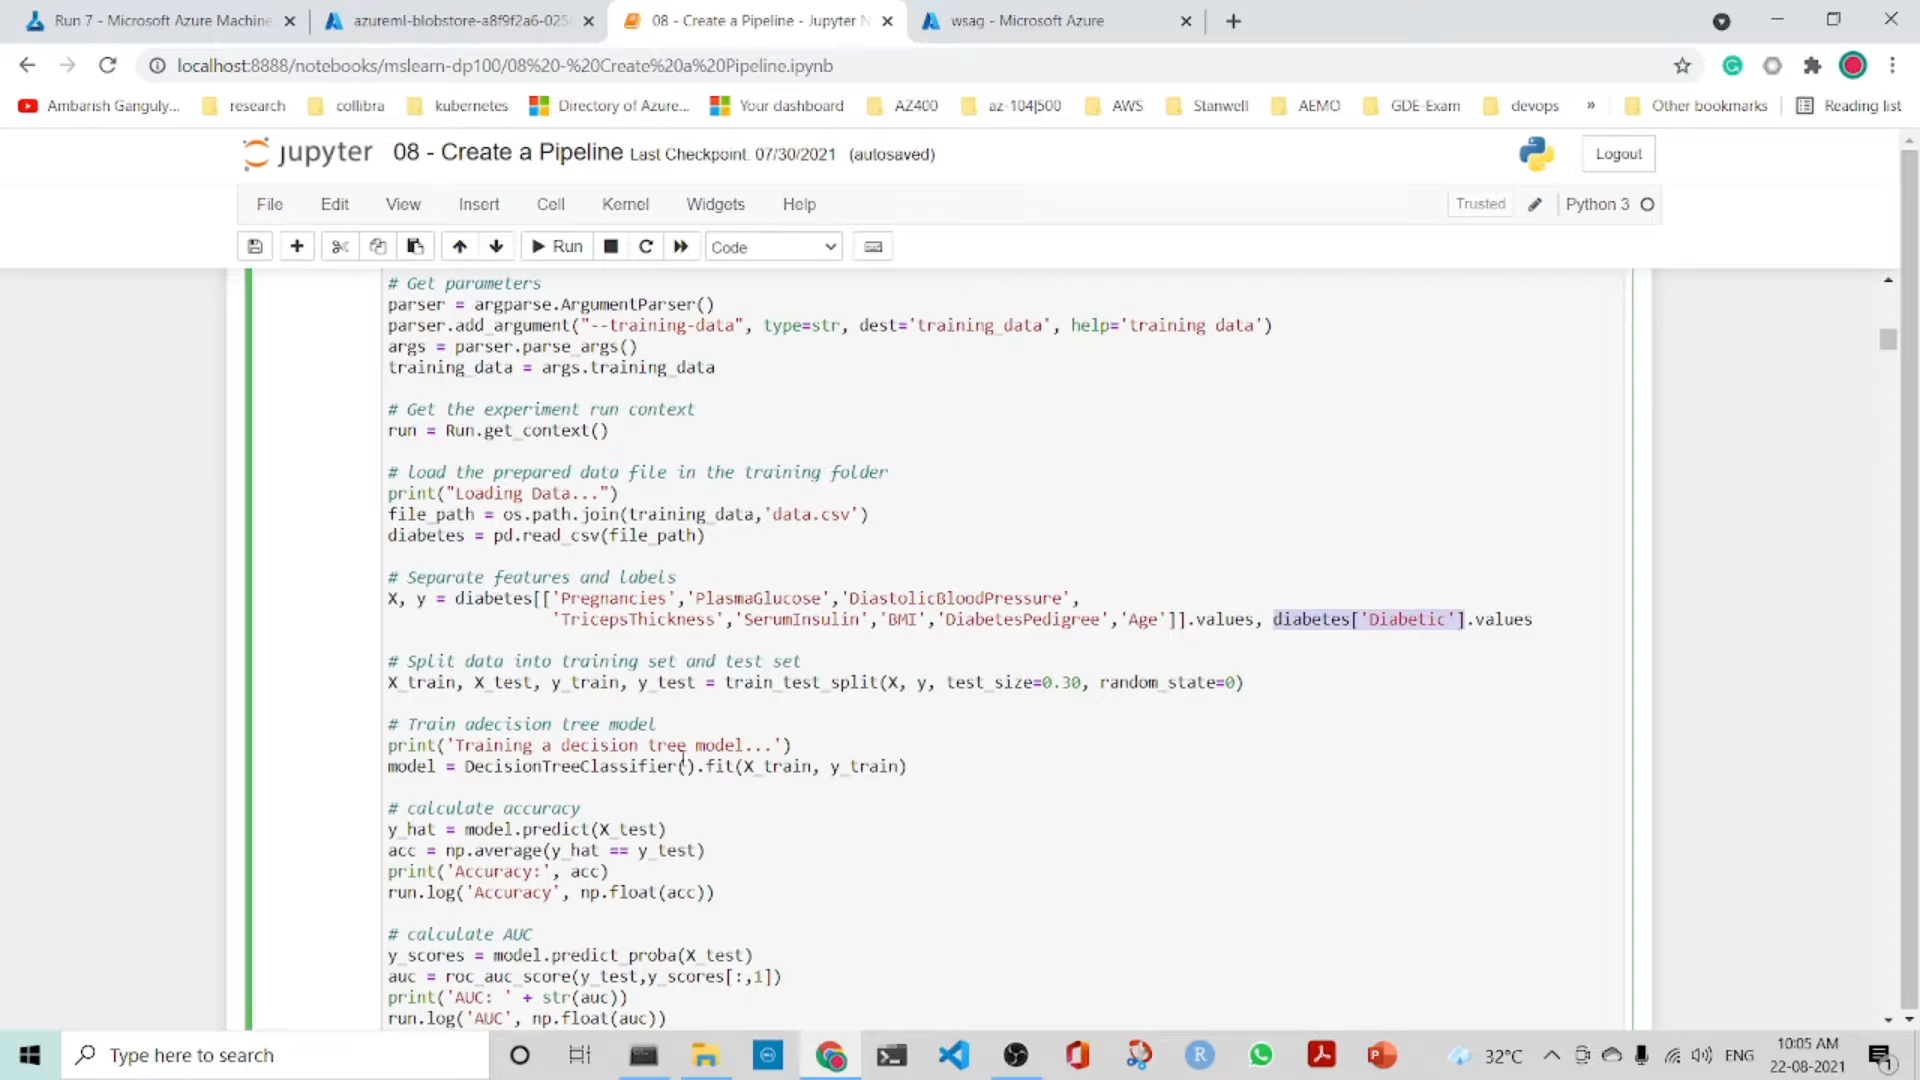 Run 7 - Microsoft Azure Machine
azureml-blobstore-a8f9f2a6-025
08 - Create a Pipeline - Jupyter N
wsag - Microsoft Azure
localhost:8888/notebooks/mslearn-dp100/08%20-%20Create%20a%20Pipeline.ipynb
Ambarish Ganguly...
research
collibra
kubernetes
Directory of Azure...
Your dashboard
AZ400
az-104|500
AWS
Stanwell
AEMO
GDE-Exam
devops
»
Other bookmarks
Reading list
jupyter 08 - Create a Pipeline Last Checkpoint: 07/30/2021 (autosaved)
Logout
File Edit View Insert Cell Kernel Widgets Help
Trusted
Python 3
Run
Code
# Get parameters
parser = argparse.ArgumentParser()
parser.add_argument("--training-data", type=str, dest='training_data', help='training data')
args = parser.parse_args()
training_data = args.training_data
# Get the experiment run context
run = Run.get_context()
# load the prepared data file in the training folder
print("Loading Data...")
file_path = os.path.join(training_data,'data.csv')
diabetes = pd.read_csv(file_path)
# Separate features and labels
X, y = diabetes[['Pregnancies','PlasmaGlucose','DiastolicBloodPressure',
'TricepsThickness','SerumInsulin','BMI','DiabetesPedigree','Age']].values, diabetes['Diabetic'].values
# Split data into training set and test set
X_train, X_test, y_train, y_test = train_test_split(X, y, test_size=0.30, random_state=0)
# Train adecision tree model
print('Training a decision tree model...')
model = DecisionTreeClassifier().fit(X_train, y_train)
# calculate accuracy
y_hat = model.predict(X_test)
acc = np.average(y_hat == y_test)
print('Accuracy:', acc)
run.log('Accuracy', np.float(acc))
# calculate AUC
y_scores = model.predict_proba(X_test)
auc = roc_auc_score(y_test,y_scores[:,1])
print('AUC: ' + str(auc))
run.log('AUC', np.float(auc))
Type here to search
32°C
ENG
10:05 AM
22-08-2021